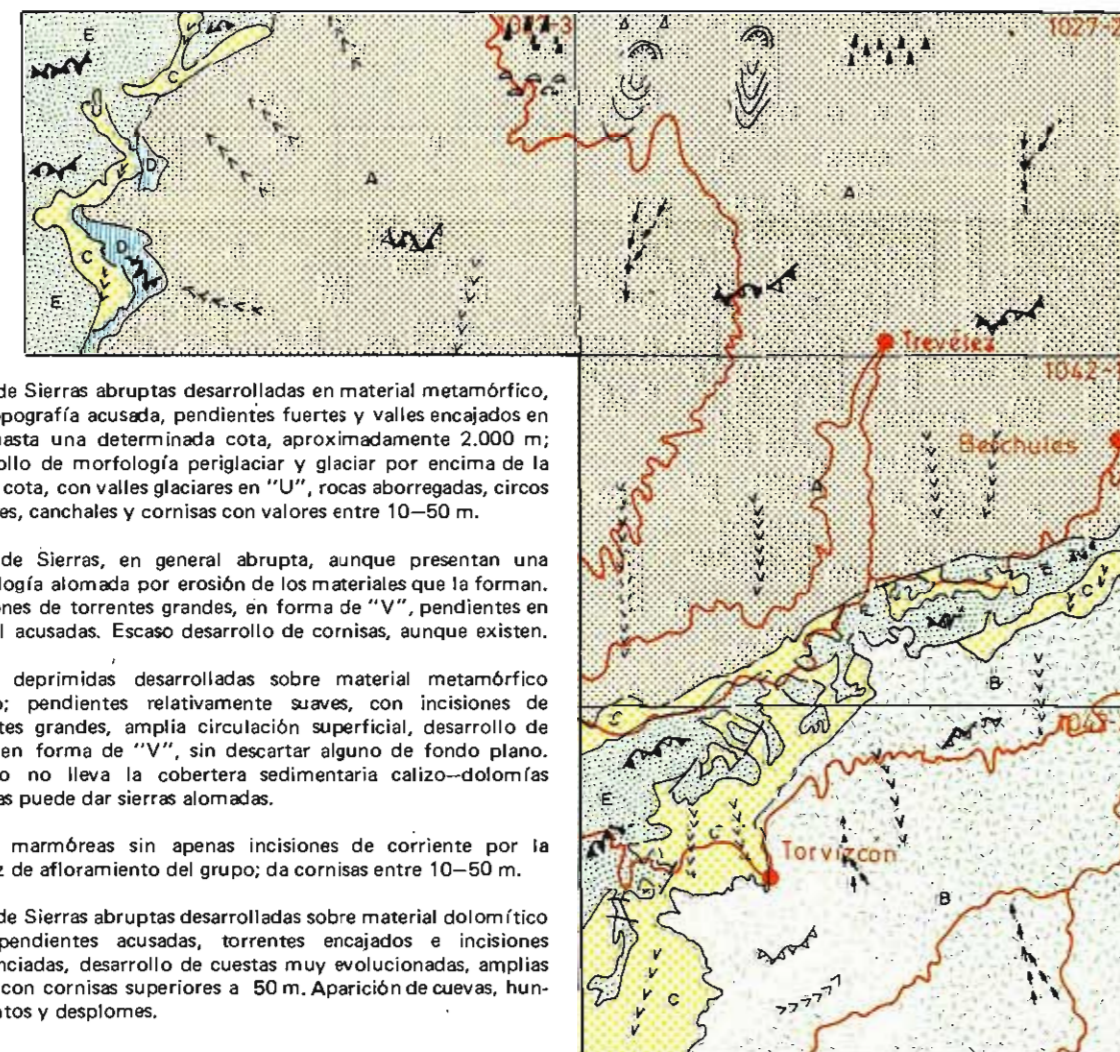 E
1027-3
1027-2
C
A
D
A
C
D
E
Trevélez
de Sierras abruptas desarrolladas en material metamórfico,
opografía acusada, pendientes fuertes y valles encajados en
hasta una determinada cota, aproximadamente 2.000 m;
ollo de morfología periglaciar y glaciar por encima de la
cota, con valles glaciares en "U", rocas aborregadas, circos
es, canchales y cornisas con valores entre 10—50 m.
de Sierras, en general abrupta, aunque presentan una
logía alomada por erosión de los materiales que la forman.
ones de torrentes grandes, en forma de "V", pendientes en
l acusadas. Escaso desarrollo de cornisas, aunque existen.
deprimidas desarrolladas sobre material metamórfico
o; pendientes relativamente suaves, con incisiones de
tes grandes, amplia circulación superficial, desarrollo de
en forma de "V", sin descartar alguno de fondo plano.
o no lleva la cobertera sedimentaria calizo—dolomías
as puede dar sierras alomadas.
marmóreas sin apenas incisiones de corriente por la
z de afloramiento del grupo; da cornisas entre 10—50 m.
de Sierras abruptas desarrolladas sobre material dolomítico
pendientes acusadas, torrentes encajados e incisiones
nciadas, desarrollo de cuestas muy evolucionadas, amplias
con cornisas superiores a 50 m. Aparición de cuevas, hun-
tos y desplomes.
1042-1
Berchules
A
E
C
C
E
B
C
104
E
C
Torvizcón
B
C